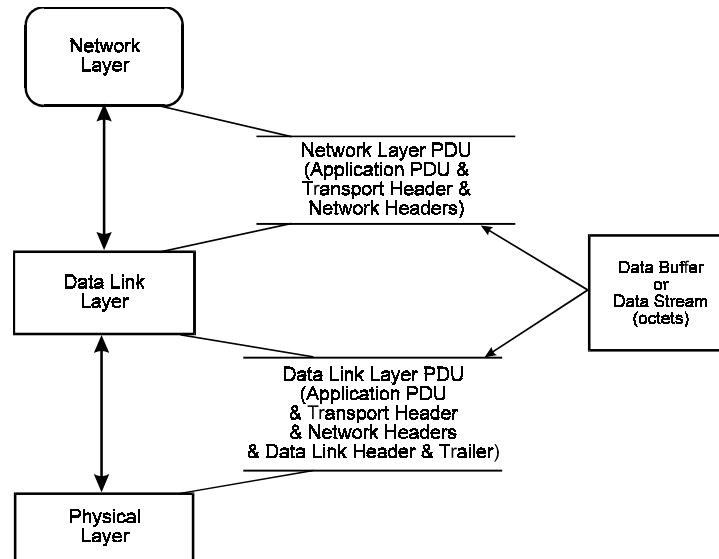 Network
Layer
Network Layer PDU
(Application PDU &
Transport Header &
Network Headers)
Data Link
Layer
Data Buffer
or
Data Stream
(octets)
Data Link Layer PDU
(Application PDU
& Transport Header
& Network Headers
& Data Link Header & Trailer)
Physical
Layer